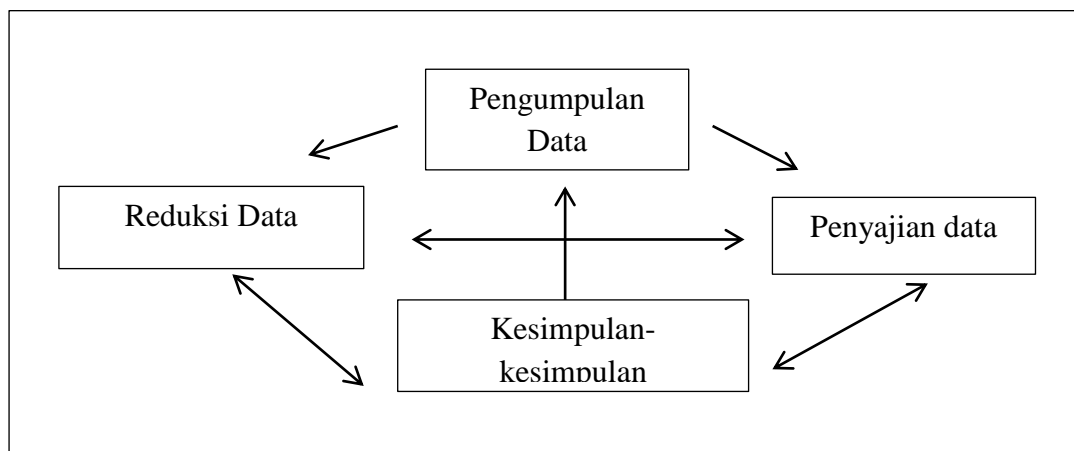 Pengumpulan
Data
Reduksi Data
Penyajian data
Kesimpulan-
kesimpulan